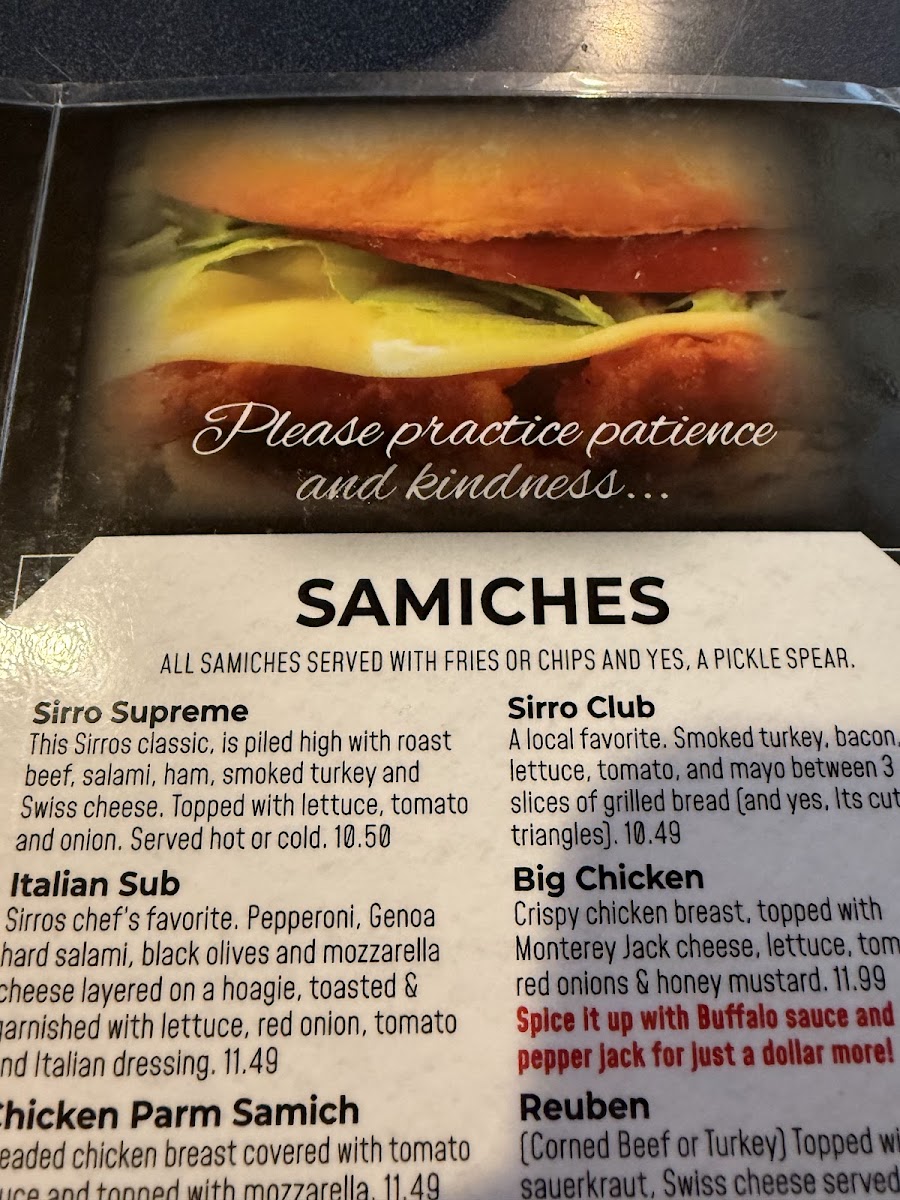 Please practice patience
and kindness...
SAMICHES
ALL SAMICHES SERVED WITH FRIES OR CHIPS AND YES, A PICKLE SPEAR.
Sirro Supreme
This Sirros classic, is piled high with roast
beef, salami, ham, smoked turkey and
Swiss cheese. Topped with lettuce, tomato
and onion. Served hot or cold. 10.50
Italian Sub
Sirros chef's favorite. Pepperoni, Genoa
hard salami, black olives and mozzarella
cheese layered on a hoagie, toasted &
garnished with lettuce, red onion, tomato
and Italian dressing. 11.49
Chicken Parm Samich
covered with tomato
and topped with mozzarella. 11.49
Sirro Club
A local favorite. Smoked turkey, bacon,
lettuce, tomato, and mayo between 3
slices of grilled bread (and yes, Its cut
triangles). 10.49
Big Chicken
Crispy chicken breast, topped with
Monterey Jack cheese, lettuce,
red onions & honey mustard. 11.99
Spice it up with Buffalo sauce and
pepper jack for just a dollar more!
Reuben
(Corned Beef or Turkey) Topped
sauerkraut, Swiss cheese served